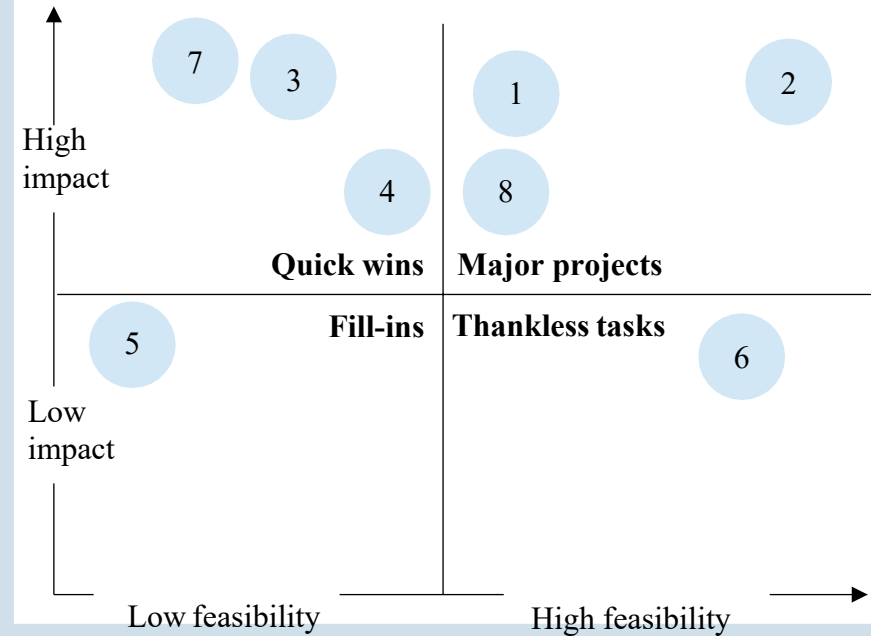 7
3
1
2
High
impact
4
8
Quick wins
Major projects
Fill-ins
Thankless tasks
5
6
Low
impact
Low feasibility
High feasibility